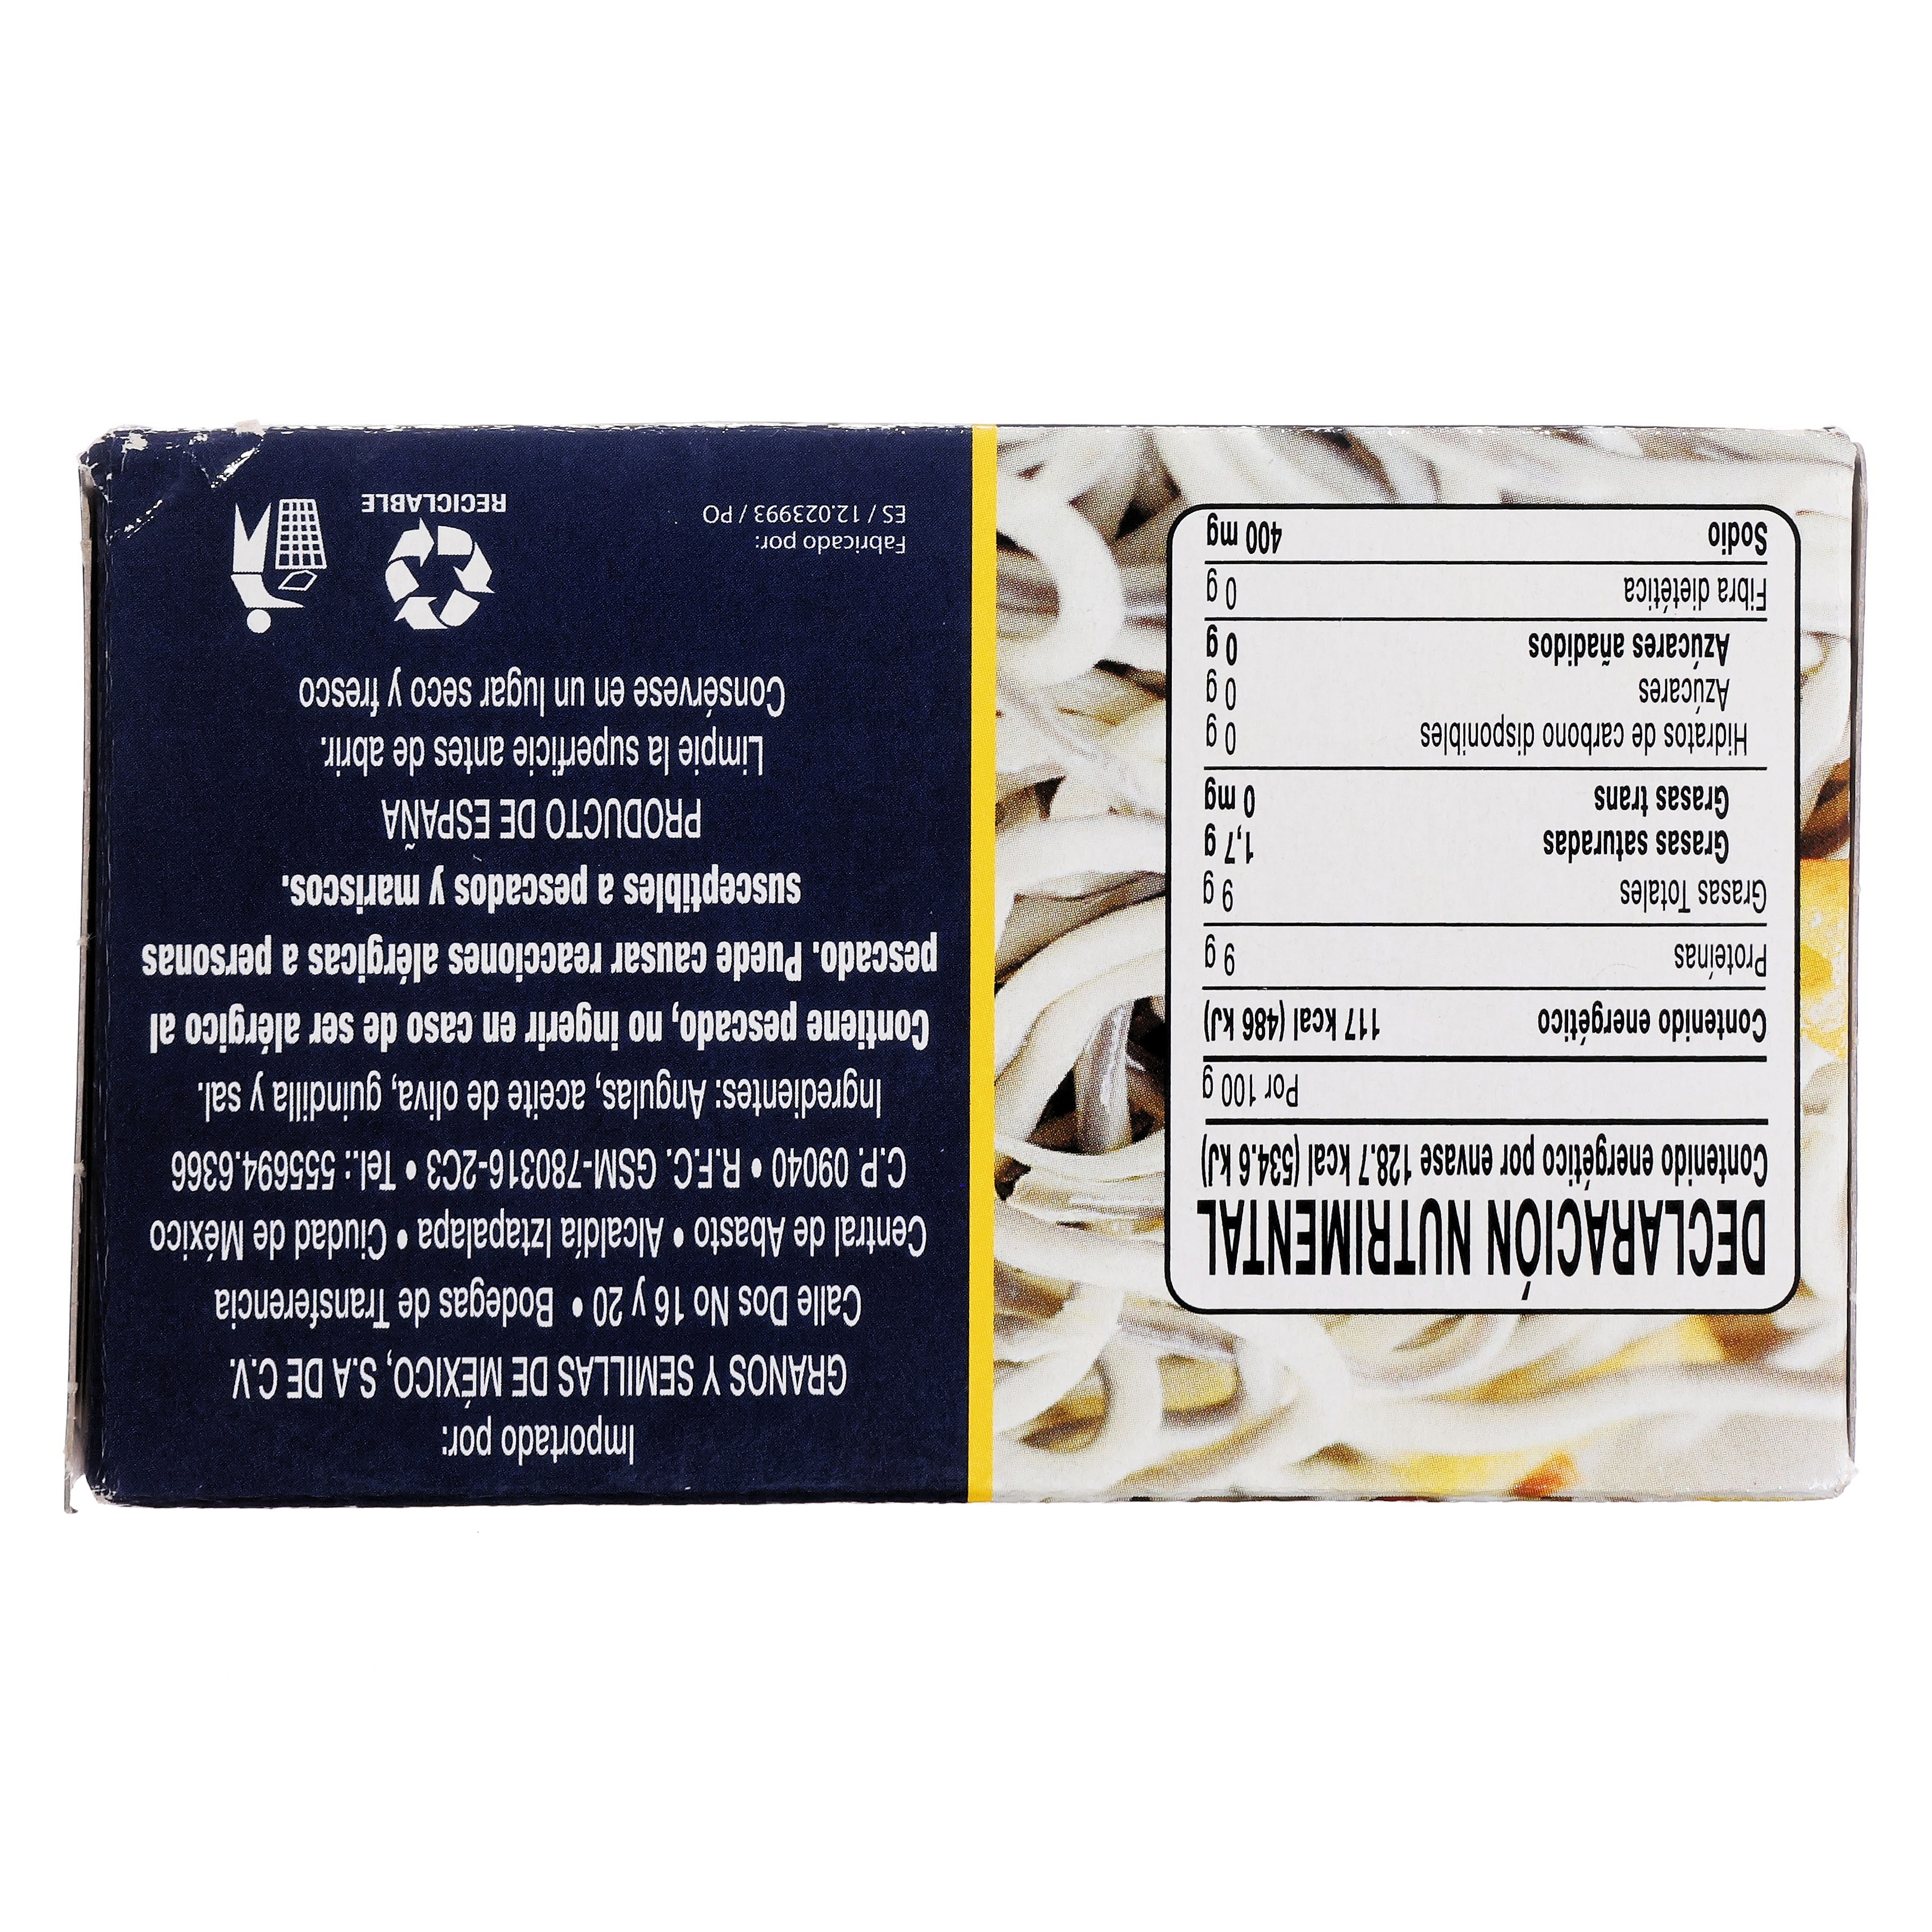 DECLARACIÓN NUTRIMENTAL
Contenido energético por envase 128.7 kcal (534.6 kJ)
Por 100 g
Contenido energético 117 kcal (486 kJ)
Proteínas 9 g
Grasas Totales 9 g
Grasas saturadas 1,7 g
Grasas trans 0 mg
Hidratos de carbono disponibles 0 g
Azúcares 0 g
Azúcares añadidos 0 g
Fibra dietética 0 g
Sodio 400 mg
Importado por:
GRANOS Y SEMILLAS DE MÉXICO, S.A DE C.V.
Calle Dos No 16 y 20 • Bodegas de Transferencia
Central de Abasto • Alcaldía Iztapalapa • Ciudad de México
C.P. 09040 • R.F.C. GSM-780316-2C3 • Tel.: 555694.6366
Ingredientes: Angulas, aceite de oliva, guindilla y sal.
Contiene pescado, no ingerir en caso de ser alérgico al
pescado. Puede causar reacciones alérgicas a personas
susceptibles a pescados y mariscos.
PRODUCTO DE ESPAÑA
Limpie la superficie antes de abrir.
Consérvese en un lugar seco y fresco
Fabricado por:
ES / 12.023993 / PO
RECICLABLE